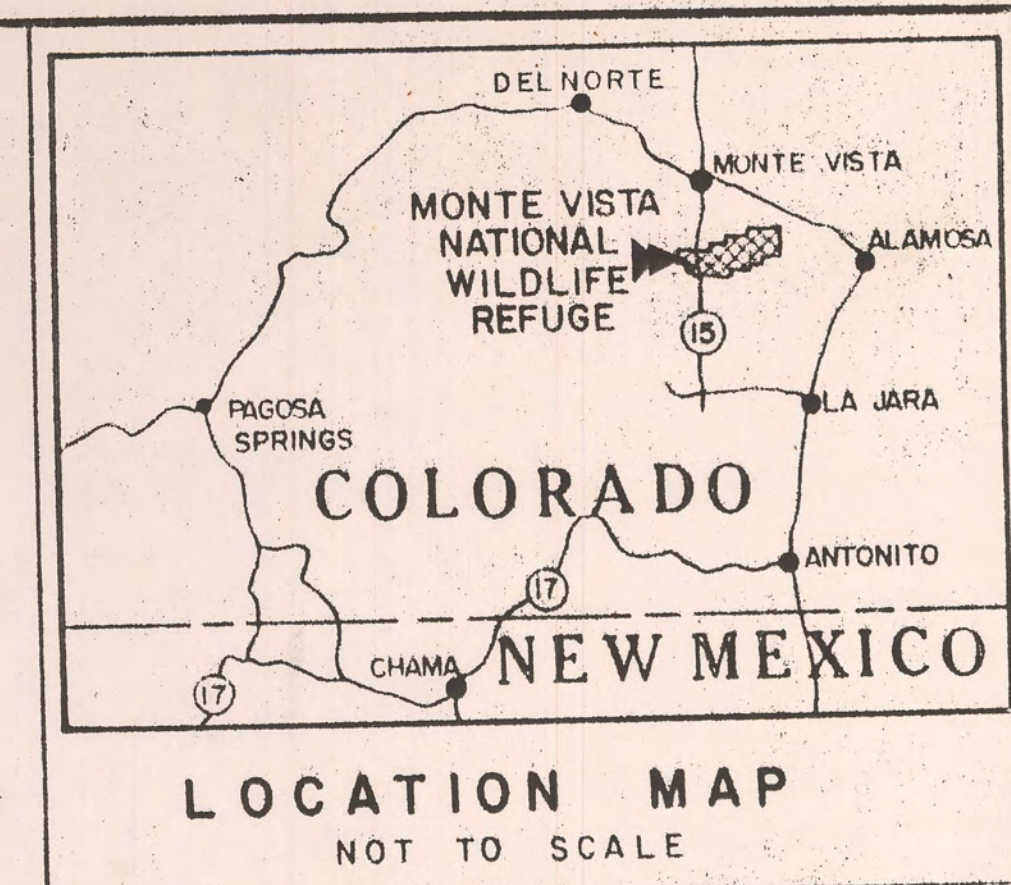 DEL NORTE
MONTE VISTA
MONTE VISTA
NATIONAL
WILDLIFE
REFUGE
ALAMOSA
15
PAGOSA
SPRINGS
LA JARA
COLORADO
ANTONITO
17
NEW MEXICO
CHAMA
17
LOCATION MAP
NOT TO SCALE